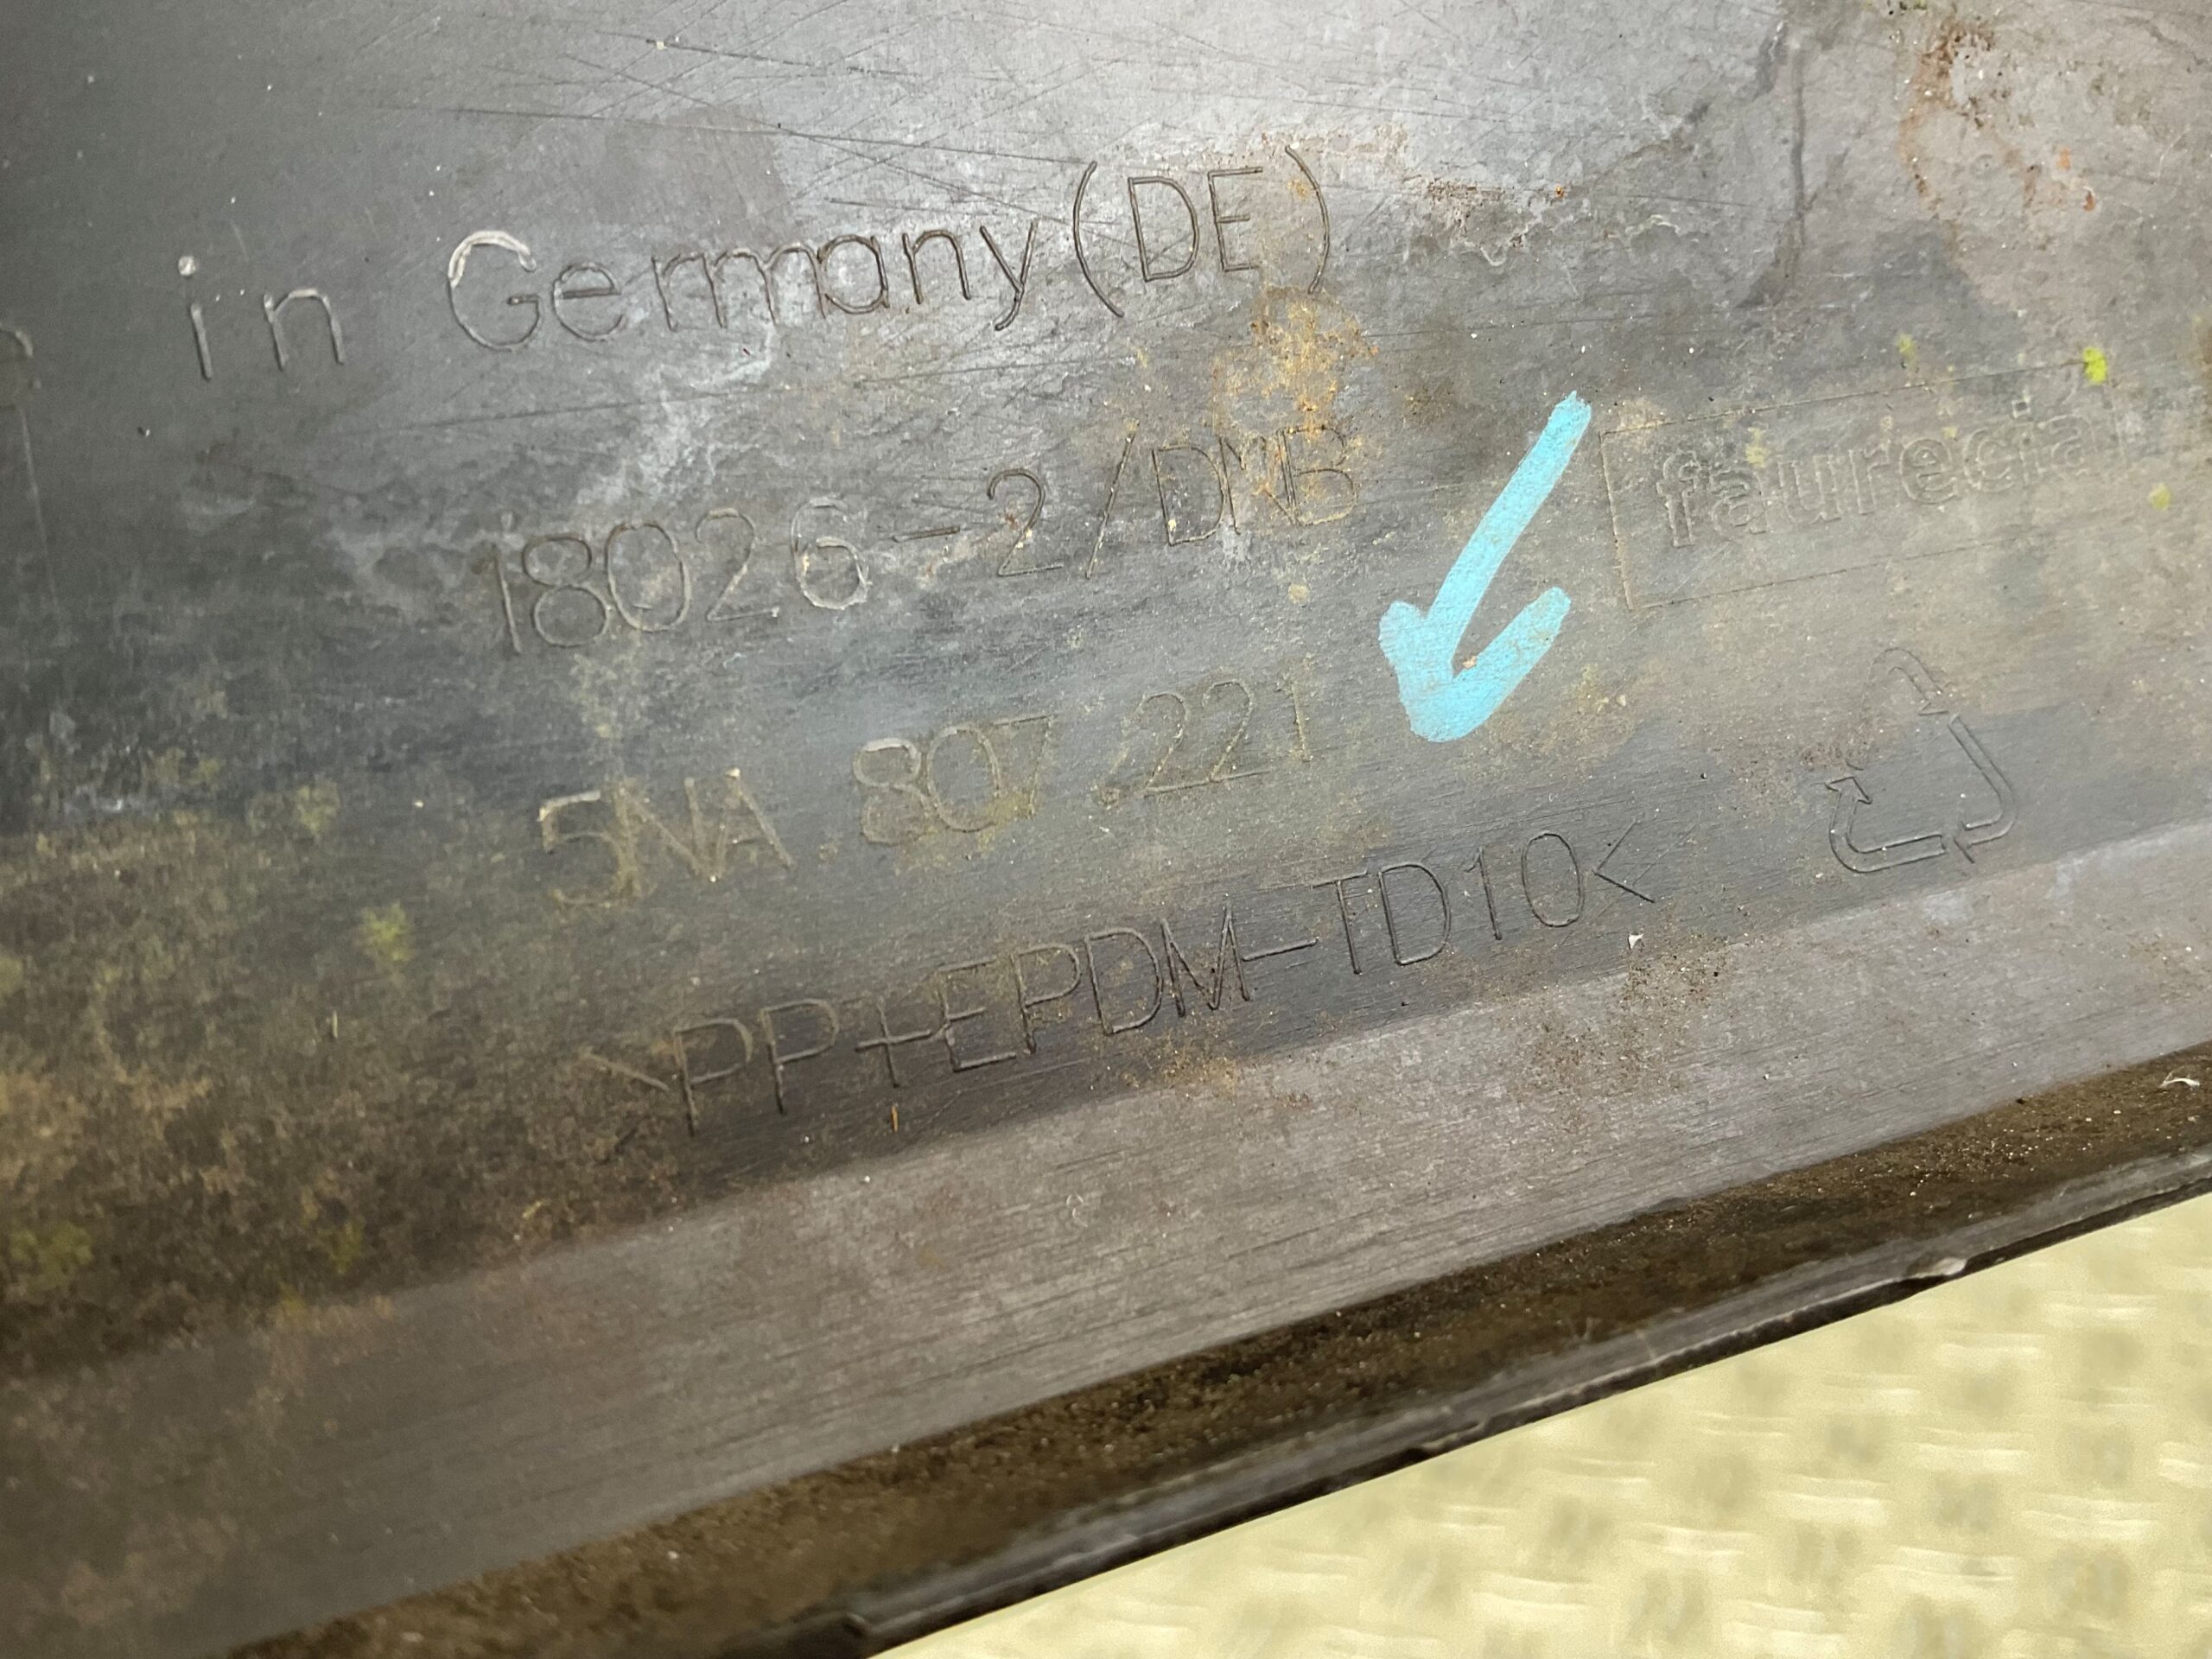 in Germany(DE)
18026-2/DNB
faurecia
5NA.807.221
>PP+EPDM-TD10<